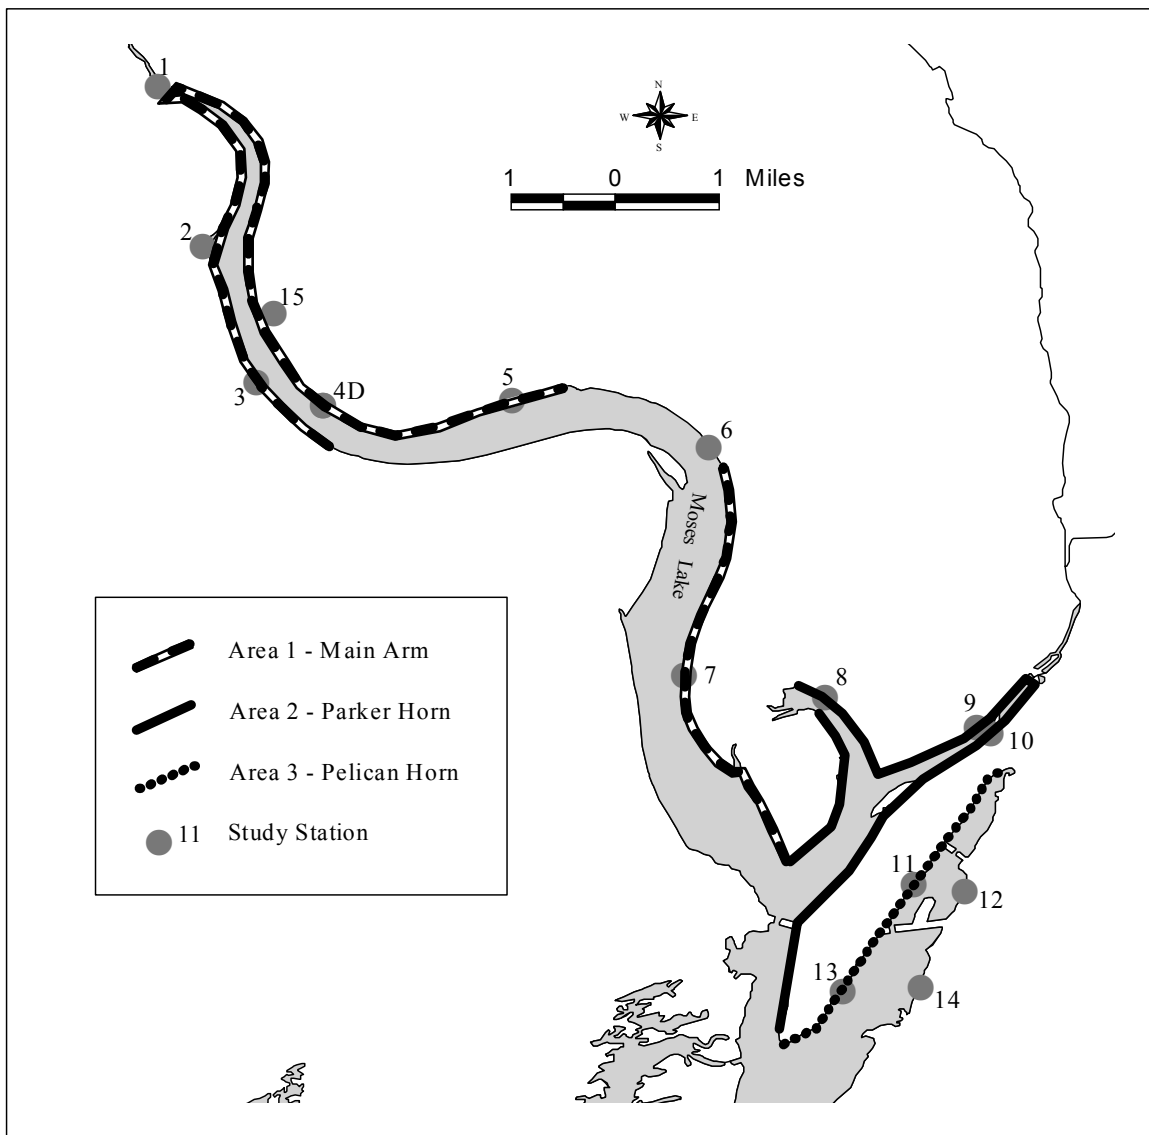 1
N
W E
S
1 0 1 Miles
2
15
3
4D
5
6
Moses Lake
Area 1 - Main Arm
7
8
Area 2 - Parker Horn
9
10
Area 3 - Pelican Horn
11 Study Station
11
12
13
14